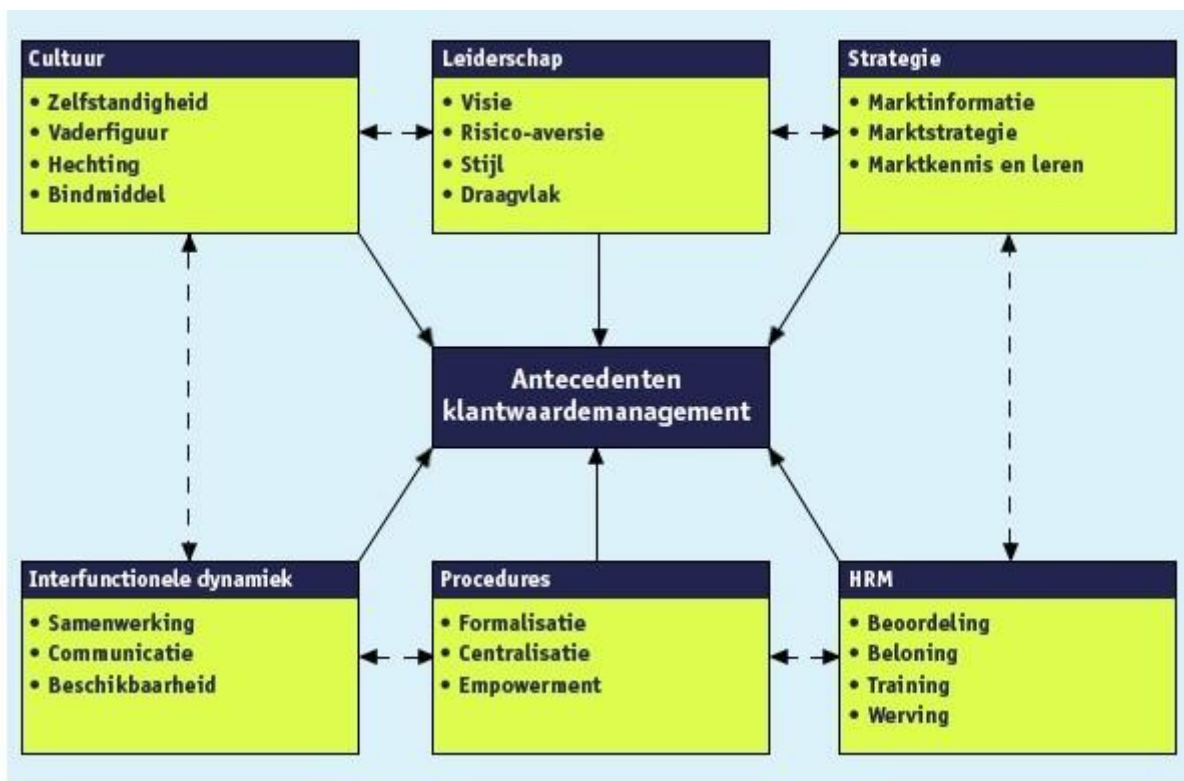 Cultuur
• Zelfstandigheid
• Vaderfiguur
• Hechting
• Bindmiddel
Leiderschap
• Visie
• Risico-aversie
• Stijl
• Draagvlak
Strategie
• Marktinformatie
• Marktstrategie
• Marktkennis en leren
Antecedenten
klantwaardemanagement
Interfunctionele dynamiek
• Samenwerking
• Communicatie
• Beschikbaarheid
Procedures
• Formalisatie
• Centralisatie
• Empowerment
HRM
• Beoordeling
• Beloning
• Training
• Werving